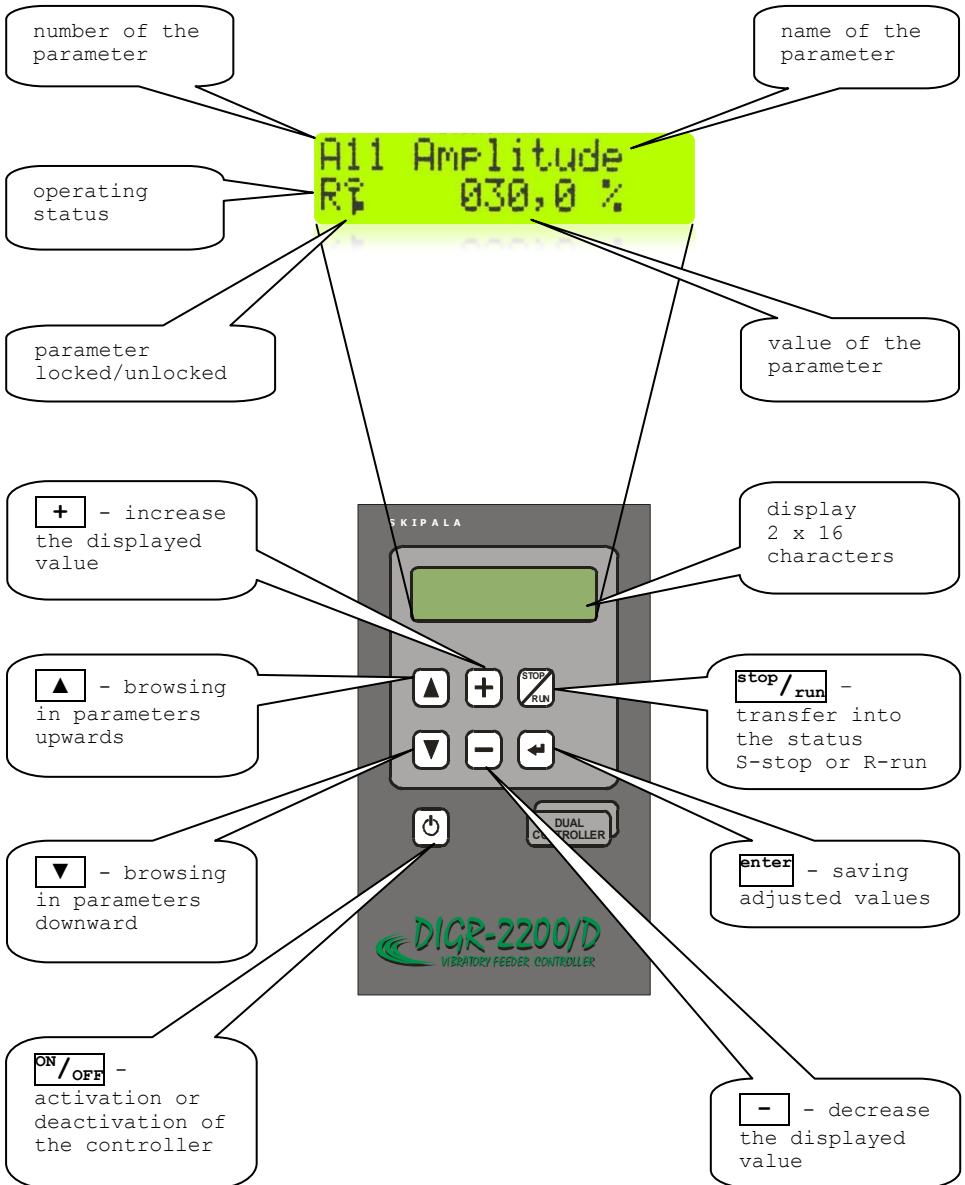 number of the
parameter
name of the
parameter
A11 Amplitude
R 030,0 %
operating
status
parameter
locked/unlocked
value of the
parameter
+ - increase
the displayed
value
SKIPALA
display
2 x 16
characters
▲ - browsing
in parameters
upwards
▲ + STOP/RUN
stop/run -
transfer into
the status
S-stop or R-run
▼ - ↵
▼ - browsing
in parameters
downward
DUAL
CONTROLLER
enter - saving
adjusted values
DIGR-2200/D
VIBRATORY FEEDER CONTROLLER
ON/OFF -
activation or
deactivation of
the controller
- - decrease
the displayed
value